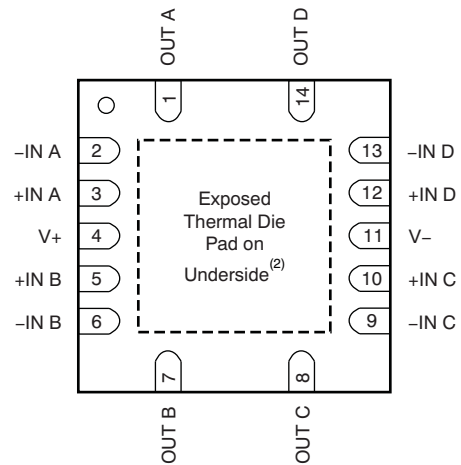 OUT A
OUT D
1
14
−IN A 2
13 −IN D
+IN A 3
12 +IN D
V+ 4
11 V−
+IN B 5
10 +IN C
−IN B 6
9 −IN C
Exposed
Thermal Die
Pad on
Underside(2)
7
8
OUT B
OUT C